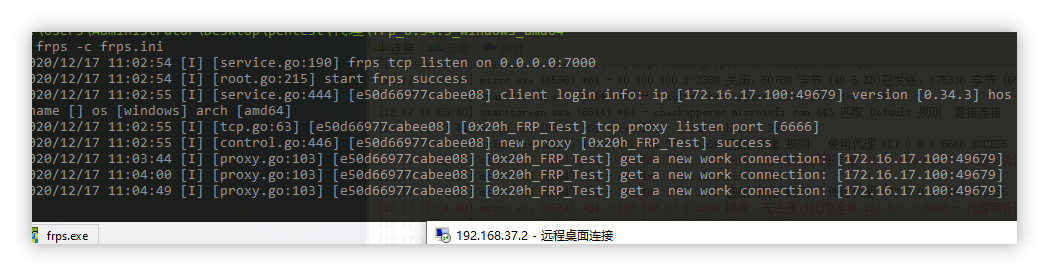 frps -c frps.ini
020/12/17 11:02:54 [I] [service.go:190] frps tcp listen on 0.0.0.0:7000
020/12/17 11:02:54 [I] [root.go:215] start frps success
020/12/17 11:02:55 [I] [service.go:444] [e50d66977cabee08] client login info: ip [172.16.17.100:49679] version [0.34.3] hos
name [] os [windows] arch [amd64]
020/12/17 11:02:55 [I] [tcp.go:63] [e50d66977cabee08] [0x20h_FRP_Test] tcp proxy listen port [6666]
020/12/17 11:02:55 [I] [control.go:446] [e50d66977cabee08] new proxy [0x20h_FRP_Test] success
020/12/17 11:03:44 [I] [proxy.go:103] [e50d66977cabee08] [0x20h_FRP_Test] get a new work connection: [172.16.17.100:49679]
020/12/17 11:04:00 [I] [proxy.go:103] [e50d66977cabee08] [0x20h_FRP_Test] get a new work connection: [172.16.17.100:49679]
020/12/17 11:04:49 [I] [proxy.go:103] [e50d66977cabee08] [0x20h_FRP_Test] get a new work connection: [172.16.17.100:49679]
frps.exe
192.168.37.2 - 远程桌面连接